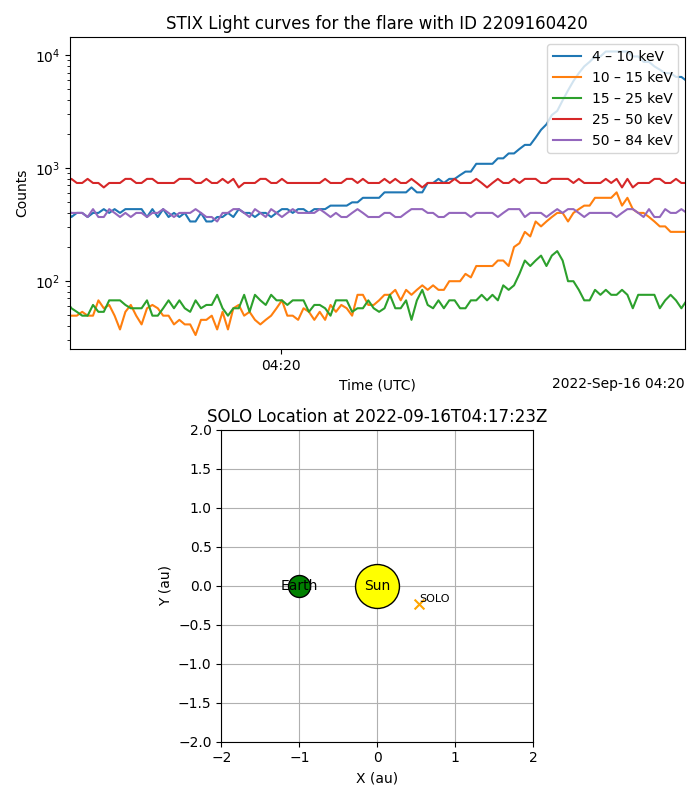 STIX Light curves for the flare with ID 2209160420
10⁴
10³
10²
Counts
4 – 10 keV
10 – 15 keV
15 – 25 keV
25 – 50 keV
50 – 84 keV
04:20
Time (UTC)
2022-Sep-16 04:20
SOLO Location at 2022-09-16T04:17:23Z
2.0
1.5
1.0
0.5
0.0
−0.5
−1.0
−1.5
−2.0
Y (au)
Earth
Sun
SOLO
−2
−1
0
1
2
X (au)